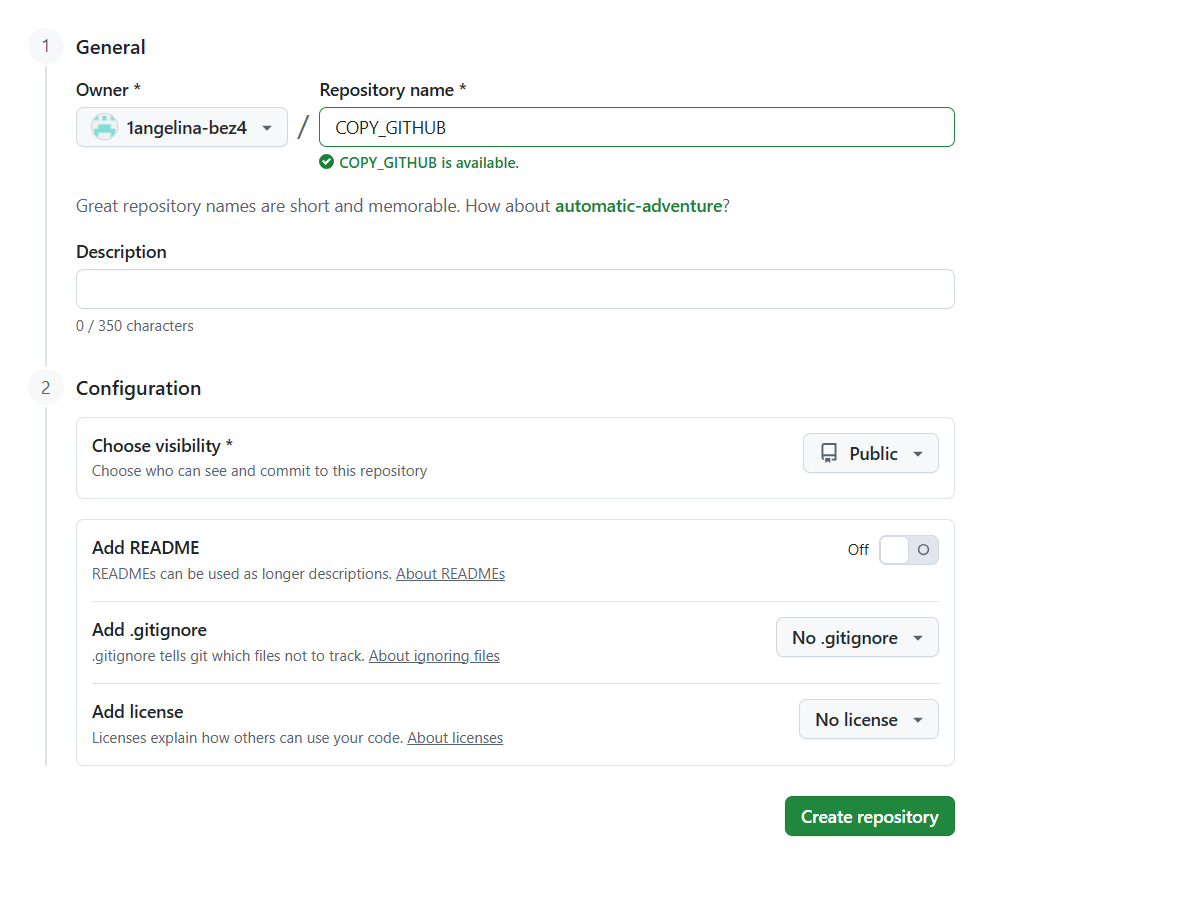 1
General
Owner *
Repository name *
1angelina-bez4
/
COPY_GITHUB
COPY_GITHUB is available.
Great repository names are short and memorable. How about automatic-adventure?
Description
0 / 350 characters
2
Configuration
Choose visibility *
Choose who can see and commit to this repository
Public
Add README
READMEs can be used as longer descriptions. About READMEs
Off
Add .gitignore
.gitignore tells git which files not to track. About ignoring files
No .gitignore
Add license
Licenses explain how others can use your code. About licenses
No license
Create repository